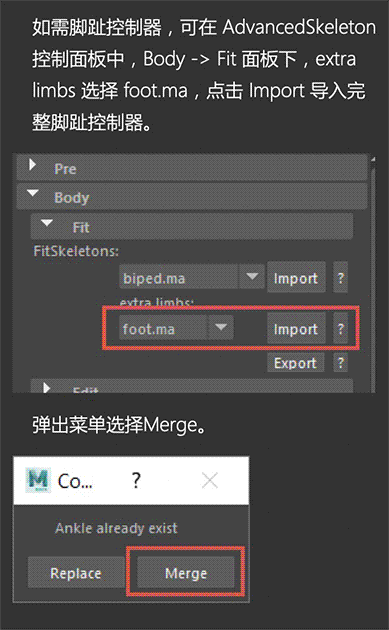 如需脚趾控制器，可在 AdvancedSkeleton
控制面板中，Body -> Fit 面板下，extra
limbs 选择 foot.ma，点击 Import 导入完
整脚趾控制器。
Pre
Body
Fit
FitSkeletons:
biped.ma Import ?
extra limbs:
foot.ma Import ?
Export ?
Edit
弹出菜单选择Merge。
M Co... ?
Ankle already exist
Replace Merge